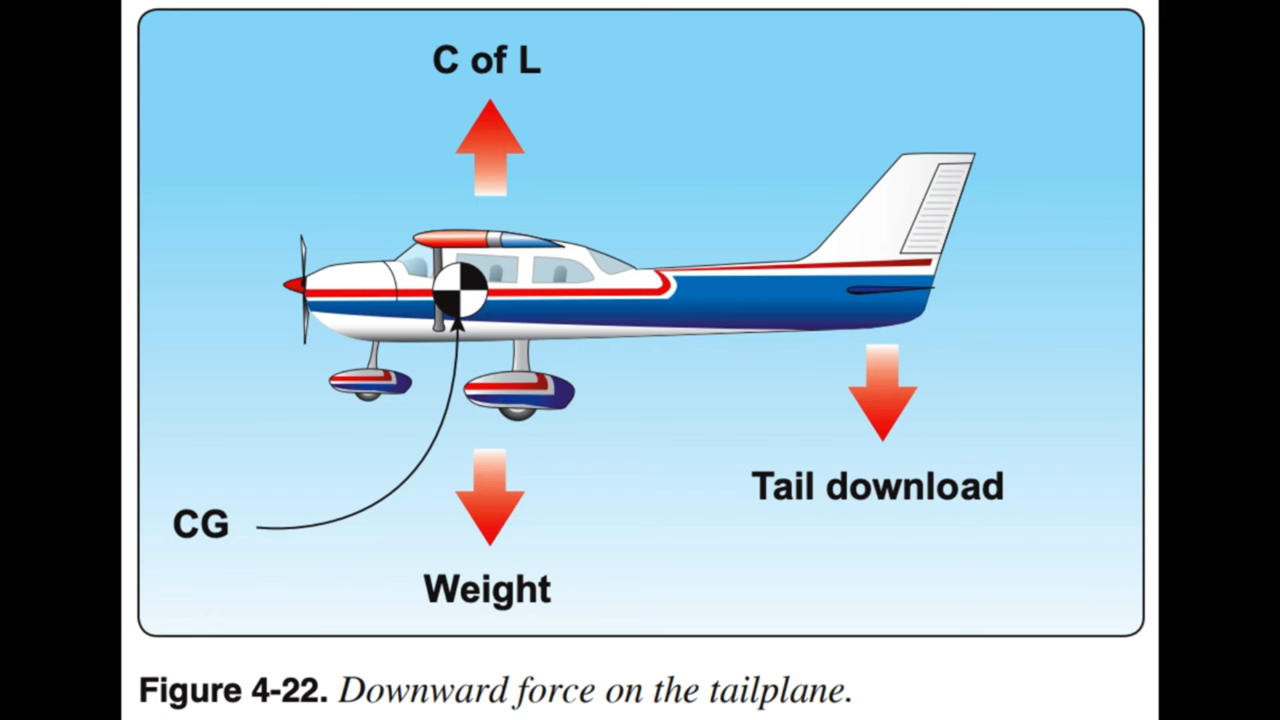 C of L
CG
Tail download
Weight
Figure 4-22. Downward force on the tailplane.